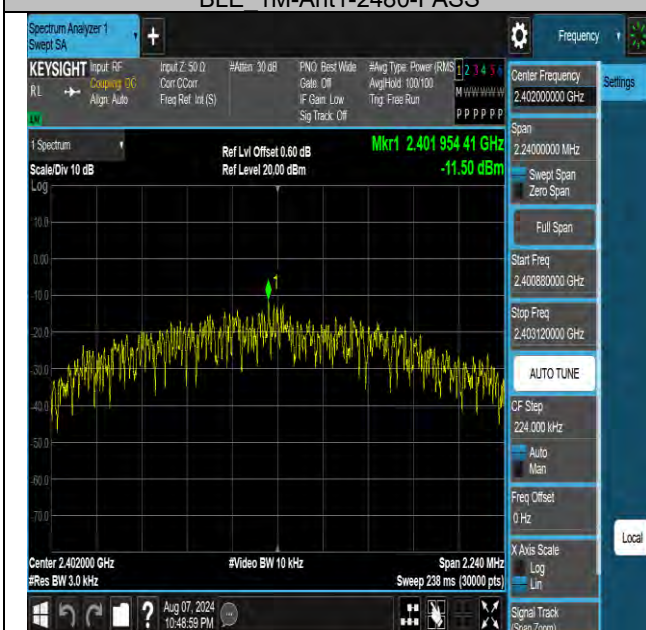 BLE_1M-Ant1-2480-PASS
Spectrum Analyzer 1
Swept SA
Frequency
KEYSIGHT
RL
Input: RF
Coupling: DC
Align: Auto
Input Z: 50 Ω
Corr CCorr
Freq Ref: Int (S)
#Atten: 30 dB
PNO: Best Wide
Gate: Off
IF Gain: Low
Sig Track: Off
#Avg Type: Power (RMS
Avg|Hold: 100/100
Trig: Free Run
1 2 3 4 5 6
M W W W W W
P P P P P P
1 Spectrum
Scale/Div 10 dB
Ref Lvl Offset 0.60 dB
Ref Level 20.00 dBm
Mkr1 2.401 954 41 GHz
-11.50 dBm
Log
10.0
0.00
-10.0
-20.0
-30.0
-40.0
-50.0
-60.0
-70.0
1
Center 2.402000 GHz
#Res BW 3.0 kHz
#Video BW 10 kHz
Span 2.240 MHz
Sweep 238 ms (30000 pts)
Aug 07, 2024
10:48:59 PM
Center Frequency
2.402000000 GHz
Settings
Span
2.24000000 MHz
Swept Span
Zero Span
Full Span
Start Freq
2.400880000 GHz
Stop Freq
2.403120000 GHz
AUTO TUNE
CF Step
224.000 kHz
Auto
Man
Freq Offset
0 Hz
X Axis Scale
Log
Lin
Local
Signal Track
(Span Zoom)